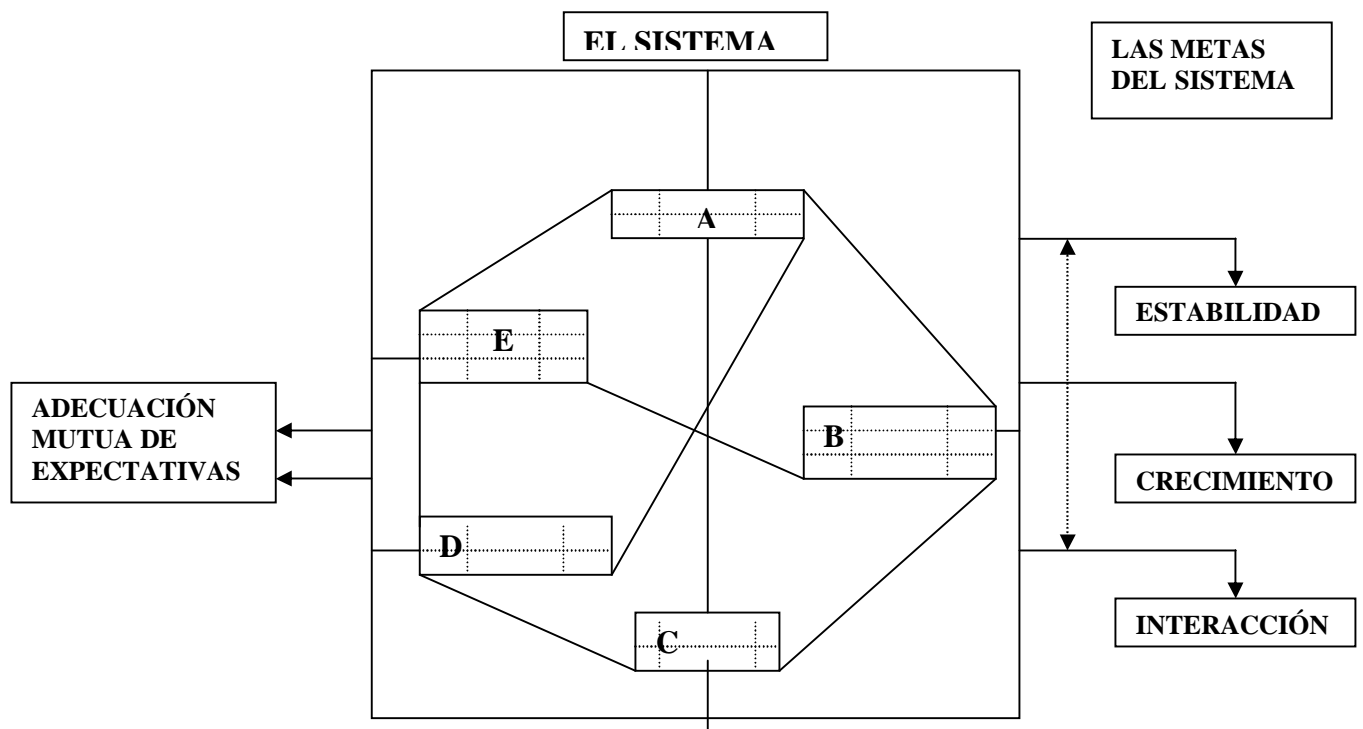 EL SISTEMA
LAS METAS
DEL SISTEMA
A
E
ESTABILIDAD
ADECUACIÓN
MUTUA DE
EXPECTATIVAS
B
CRECIMIENTO
D
C
INTERACCIÓN